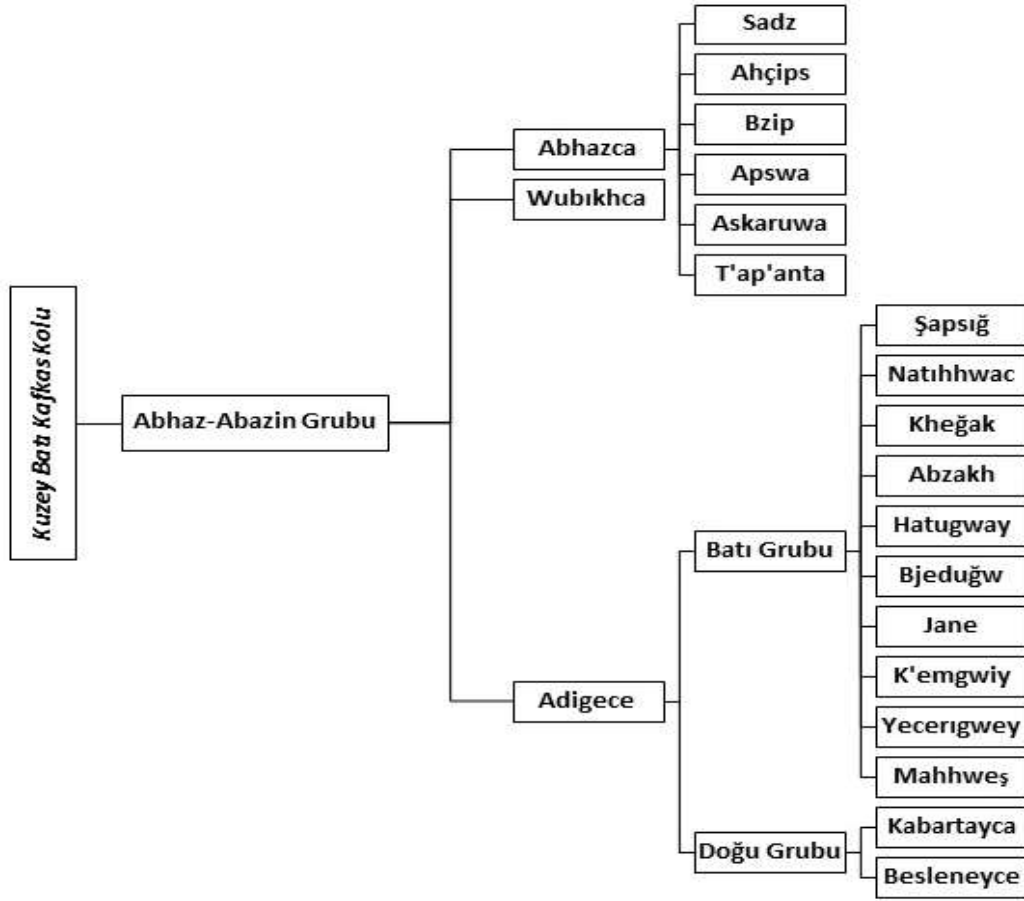 Kuzey Batı Kafkas Kolu
Abhaz-Abazin Grubu
Abhazca
Sadz
Ahçips
Bzip
Apswa
Askaruwa
T'ap'anta
Wubıkhca
Adigece
Batı Grubu
Şapsığ
Natıhhwac
Kheğak
Abzakh
Hatugway
Bjeduğw
Jane
K'emgwiy
Yecerıgwey
Mahhweş
Doğu Grubu
Kabartayca
Besleneyce